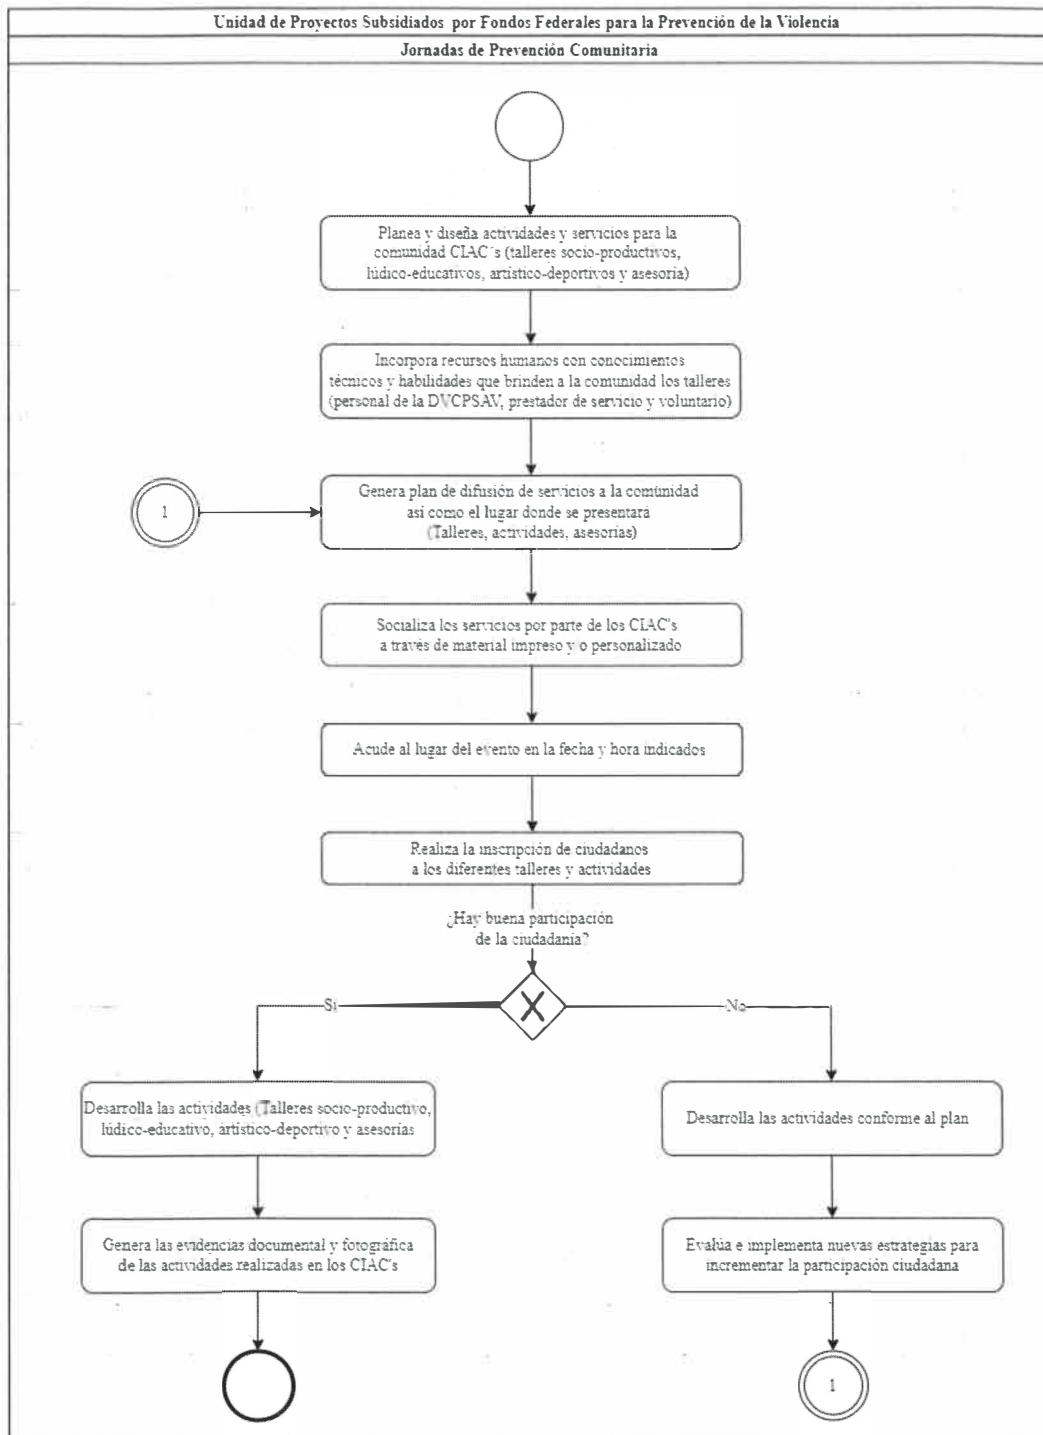 Unidad de Proyectos Subsidiados por Fondos Federales para la Prevención de la Violencia
Jornadas de Prevención Comunitaria
Planea y diseña actividades y servicios para la
comunidad CIAC´s (talleres socio-productivos,
lúdico-educativos, artístico-deportivos y asesoría)
Incorpora recursos humanos con conocimientos
técnicos y habilidades que brinden a la comunidad los talleres
(personal de la DVCPSAV, prestador de servicio y voluntario)
1
Genera plan de difusión de servicios a la comunidad
así como el lugar donde se presentará
(Talleres, actividades, asesorías)
Socializa los servicios por parte de los CIAC's
a través de material impreso y o personalizado
Acude al lugar del evento en la fecha y hora indicados
Realiza la inscripción de ciudadanos
a los diferentes talleres y actividades
¿Hay buena participación
de la ciudadanía?
Si
No
Desarrolla las actividades (Talleres socio-productivo,
lúdico-educativo, artístico-deportivo y asesorías
Desarrolla las actividades conforme al plan
Genera las evidencias documental y fotográfica
de las actividades realizadas en los CIAC's
Evalúa e implementa nuevas estrategias para
incrementar la participación ciudadana
1